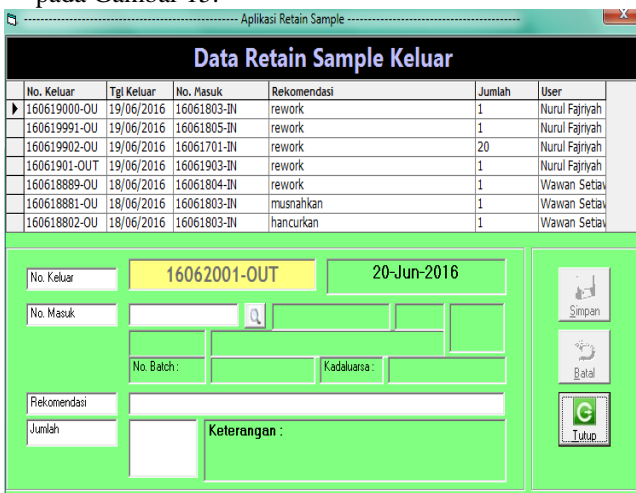 pada Gambar 15.
---------------------------------------------------- Aplikasi Retain Sample ------------------------------------------
X
Data Retain Sample Keluar
No. Keluar Tgl Keluar No. Masuk Rekomendasi Jumlah User
160619000-OU 19/06/2016 16061803-IN rework 1 Nurul Fajriyah
160619991-OU 19/06/2016 16061805-IN rework 1 Nurul Fajriyah
160619902-OU 19/06/2016 16061701-IN rework 20 Nurul Fajriyah
16061901-OUT 19/06/2016 16061903-IN rework 1 Nurul Fajriyah
160618889-OU 18/06/2016 16061804-IN rework 1 Wawan Setiav
160618881-OU 18/06/2016 16061803-IN musnahkan 1 Wawan Setiav
160618802-OU 18/06/2016 16061803-IN hancurkan 1 Wawan Setiav
No. Keluar 16062001-OUT 20-Jun-2016
No. Masuk
Simpan
No. Batch : Kadaluarsa :
Batal
Rekomendasi
Jumlah Keterangan :
Tutup